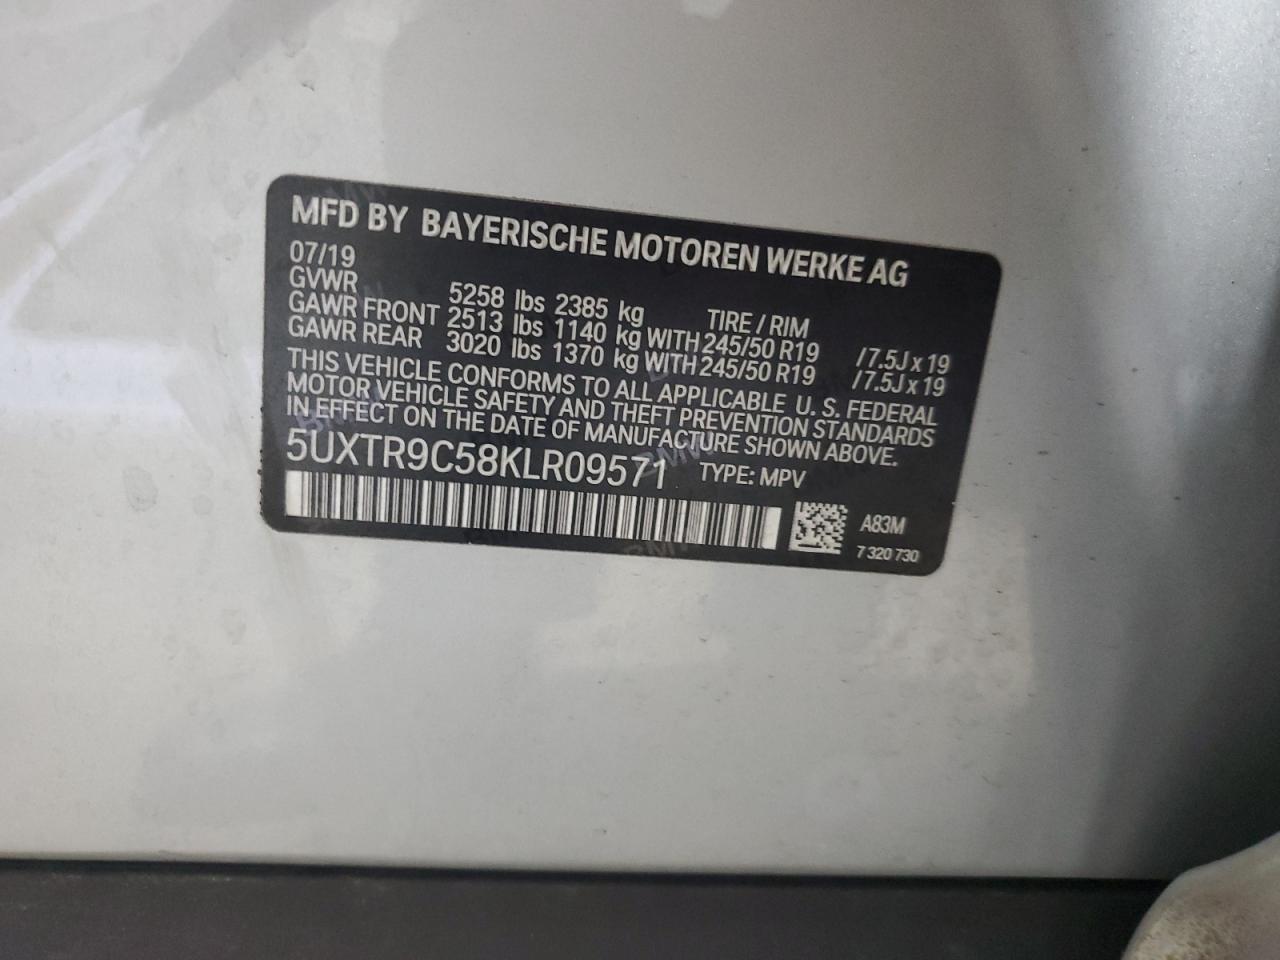 MFD BY BAYERISCHE MOTOREN WERKE AG
07/19
GVWR 5258 lbs 2385 kg TIRE / RIM
GAWR FRONT 2513 lbs 1140 kg WITH 245/50 R19 /7.5J x 19
GAWR REAR 3020 lbs 1370 kg WITH 245/50 R19 /7.5J x 19
THIS VEHICLE CONFORMS TO ALL APPLICABLE U. S. FEDERAL
MOTOR VEHICLE SAFETY AND THEFT PREVENTION STANDARDS
IN EFFECT ON THE DATE OF MANUFACTURE SHOWN ABOVE.
5UXTR9C58KLR09571 TYPE: MPV
A83M
7 320 730